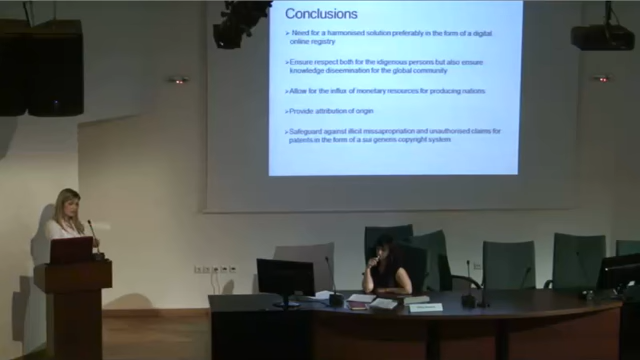 Conclusions
➢ Need for a harmonised solution preferably in the form of a digital
online registry
➢Ensure respect both for the idigenous persons but also ensure
knowledge disseemination for the global community
➢Allow for the influx of monetary resources for producing nations
➢Provide attribution of origin
➢Safeguard against illicit missapropriation and unauthorised claims for
patents in the form of a sui generis copyright system